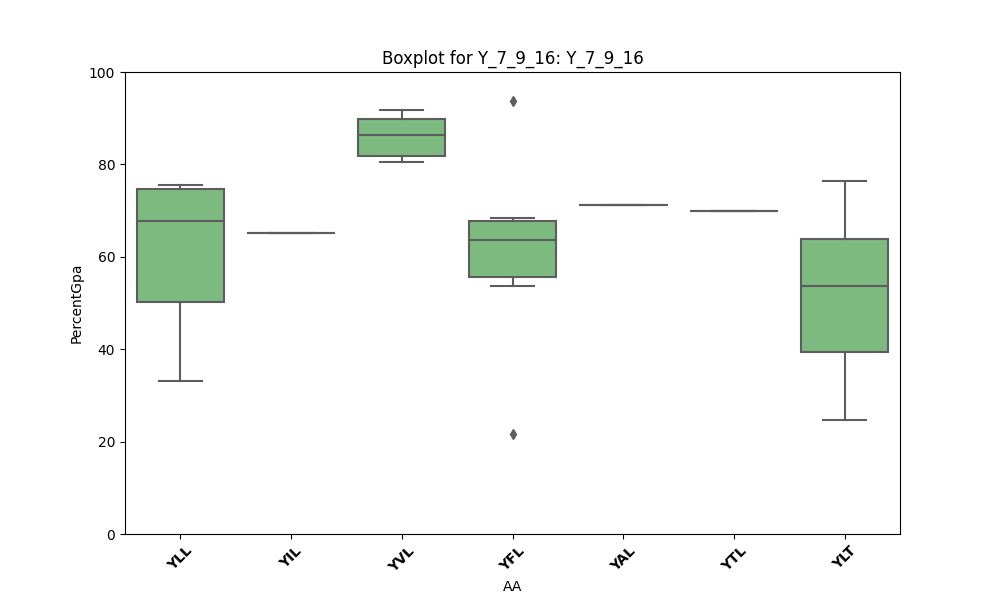 Boxplot for Y_7_9_16: Y_7_9_16
100
80
60
40
20
0
PercentGpa
YLL
YIL
YVL
YFL
YAL
YTL
YLT
AA